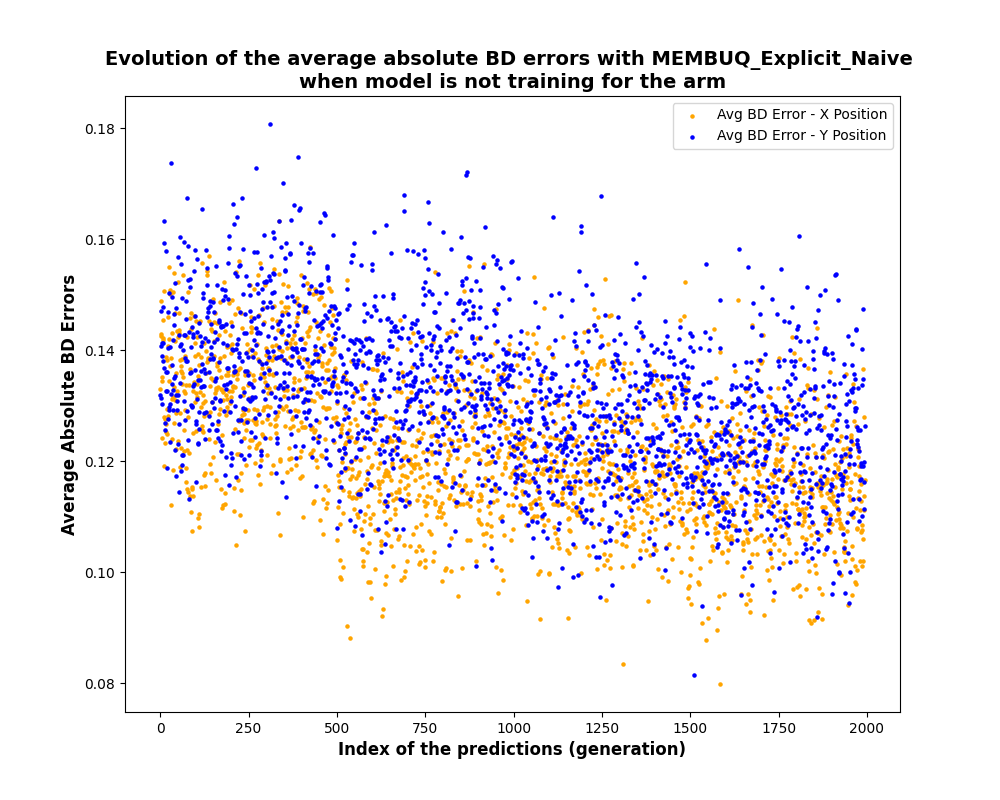 Evolution of the average absolute BD errors with MEMBUQ_Explicit_Naive
when model is not training for the arm
Avg BD Error - X Position
Avg BD Error - Y Position
Average Absolute BD Errors
0.18
0.16
0.14
0.12
0.10
0.08
0 250 500 750 1000 1250 1500 1750 2000
Index of the predictions (generation)